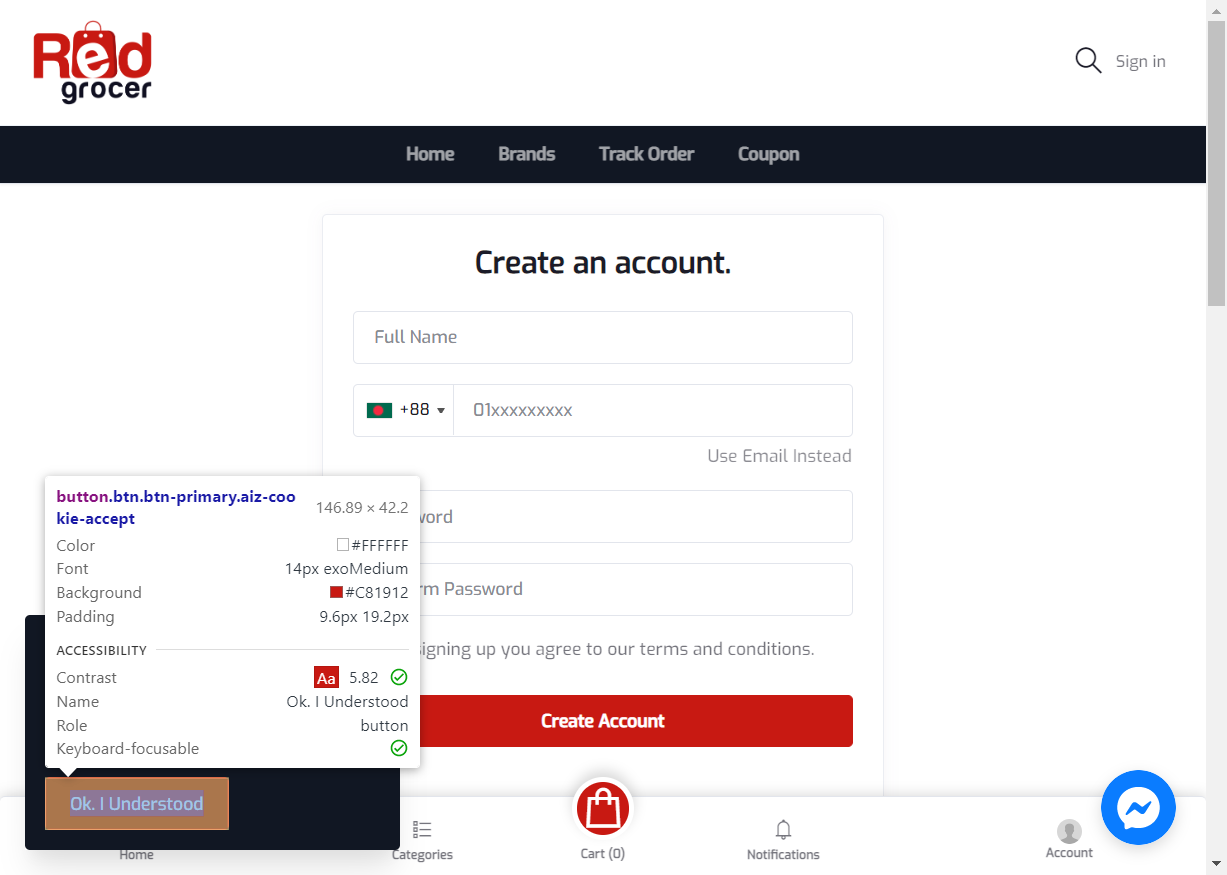 Red
grocer
Sign in
Home
Brands
Track Order
Coupon
Create an account.
Full Name
+88
01xxxxxxxxx
Use Email Instead
button.btn.btn-primary.aiz-coo
kie-accept
146.89 × 42.2
Color
#FFFFFF
Font
14px exoMedium
Background
#C81912
Padding
9.6px 19.2px
ACCESSIBILITY
Contrast
Aa 5.82
Name
Ok. I Understood
Role
button
Keyboard-focusable
Password
signing up you agree to our terms and conditions.
Create Account
Ok. I Understood
Home
Categories
Cart (0)
Notifications
Account